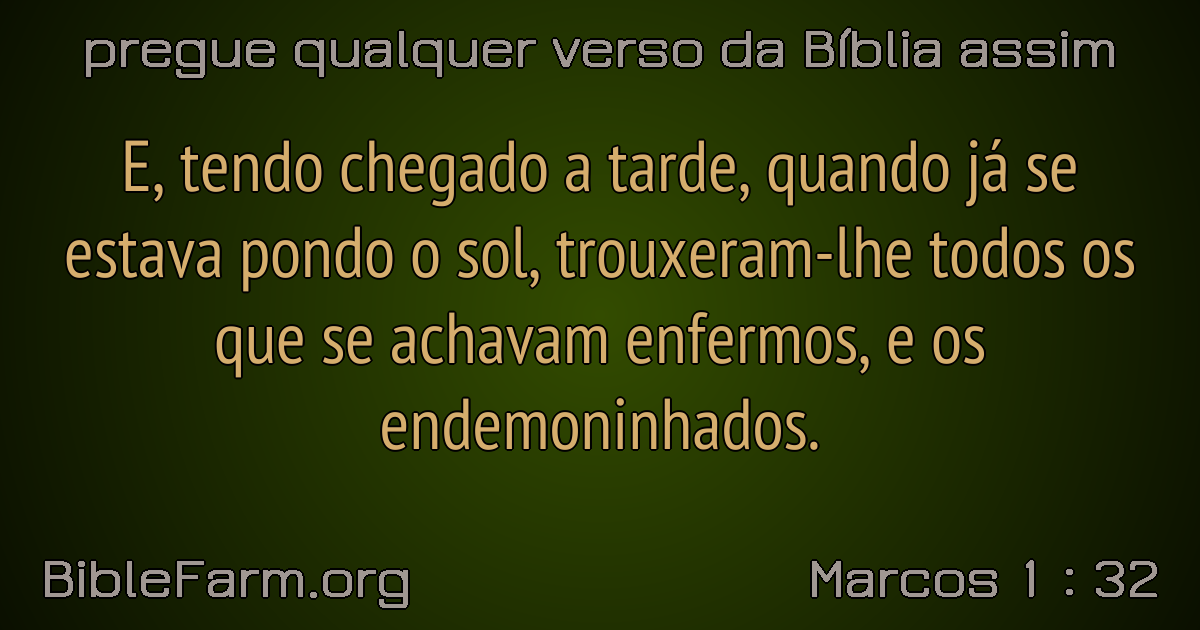 pregue qualquer verso da Bíblia assim
E, tendo chegado a tarde, quando já se
estava pondo o sol, trouxeram-lhe todos os
que se achavam enfermos, e os
endemoninhados.
BibleFarm.org
Marcos 1 : 32